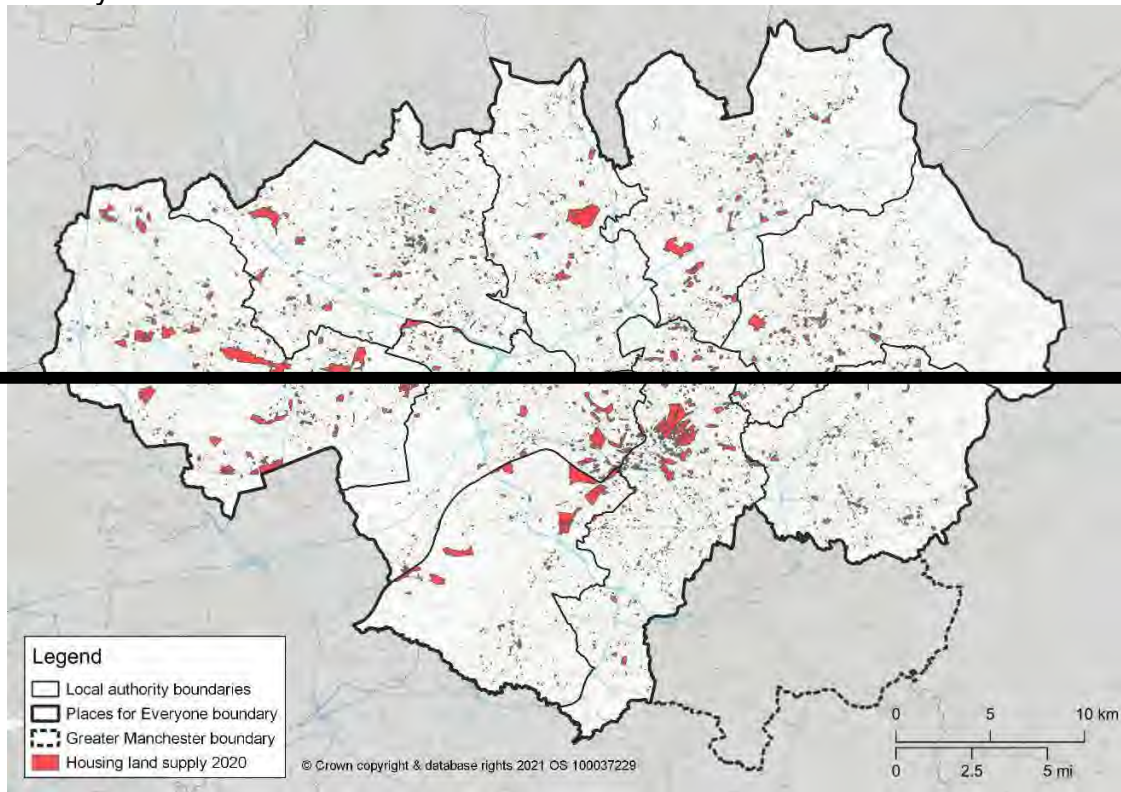 Legend
Local authority boundaries
Places for Everyone boundary
Greater Manchester boundary
Housing land supply 2020
© Crown copyright & database rights 2021 OS 100037229
0 5 10 km
0 2.5 5 mi